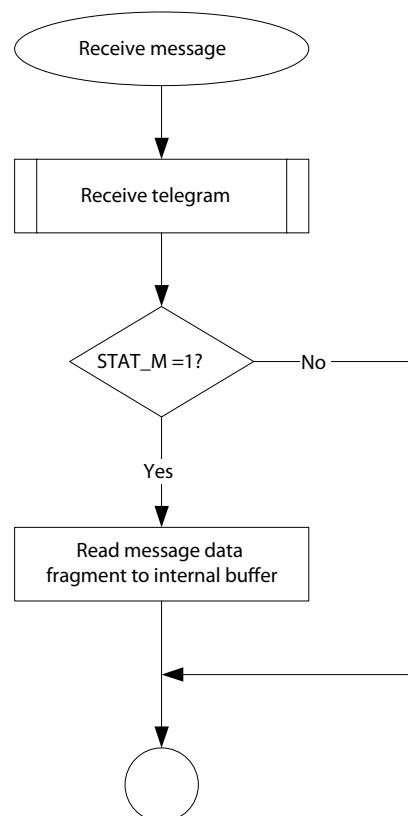 Receive message
Receive telegram
STAT_M =1?
No
Yes
Read message data
fragment to internal buffer